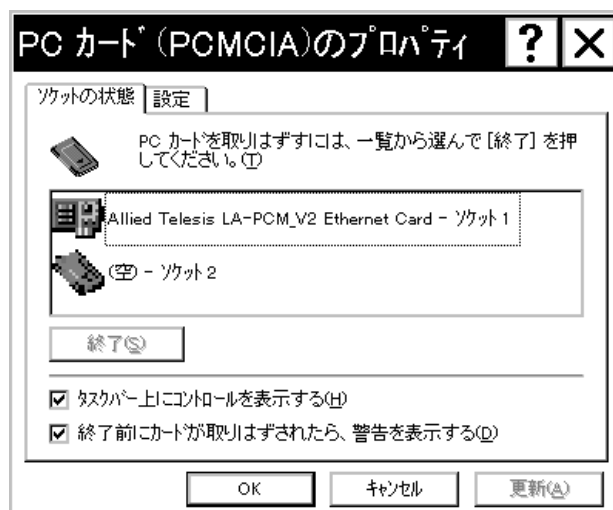 PC カード (PCMCIA)のプロパティ
ソケットの状態 設定
PC カードを取りはずすには、一覧から選んで [終了] を押
してください。(T)
Allied Telesis LA-PCM_V2 Ethernet Card - ソケット 1
(空) - ソケット 2
終了(S)
タスクバー上にコントロールを表示する(H)
終了前にカードが取りはずされたら、警告を表示する(D)
OK キャンセル 更新(A)